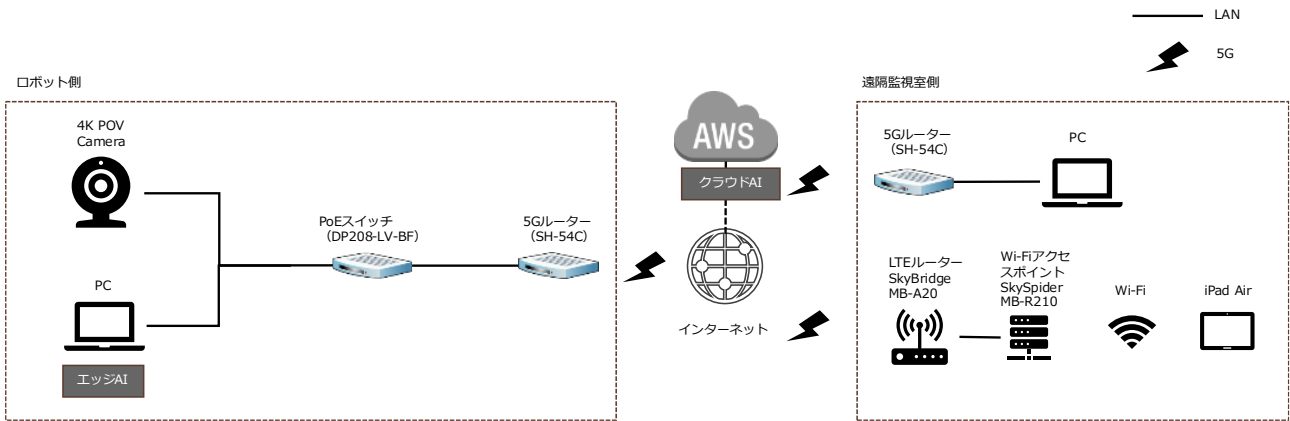 LAN
5G
ロボット側
遠隔監視室側
4K POV
Camera
PC
エッジAI
PoEスイッチ
（DP208-LV-BF）
5Gルーター
（SH-54C）
AWS
クラウドAI
インターネット
5Gルーター
（SH-54C）
PC
LTEルーター
SkyBridge
MB-A20
Wi-Fiアクセ
スポイント
SkySpider
MB-R210
Wi-Fi
iPad Air